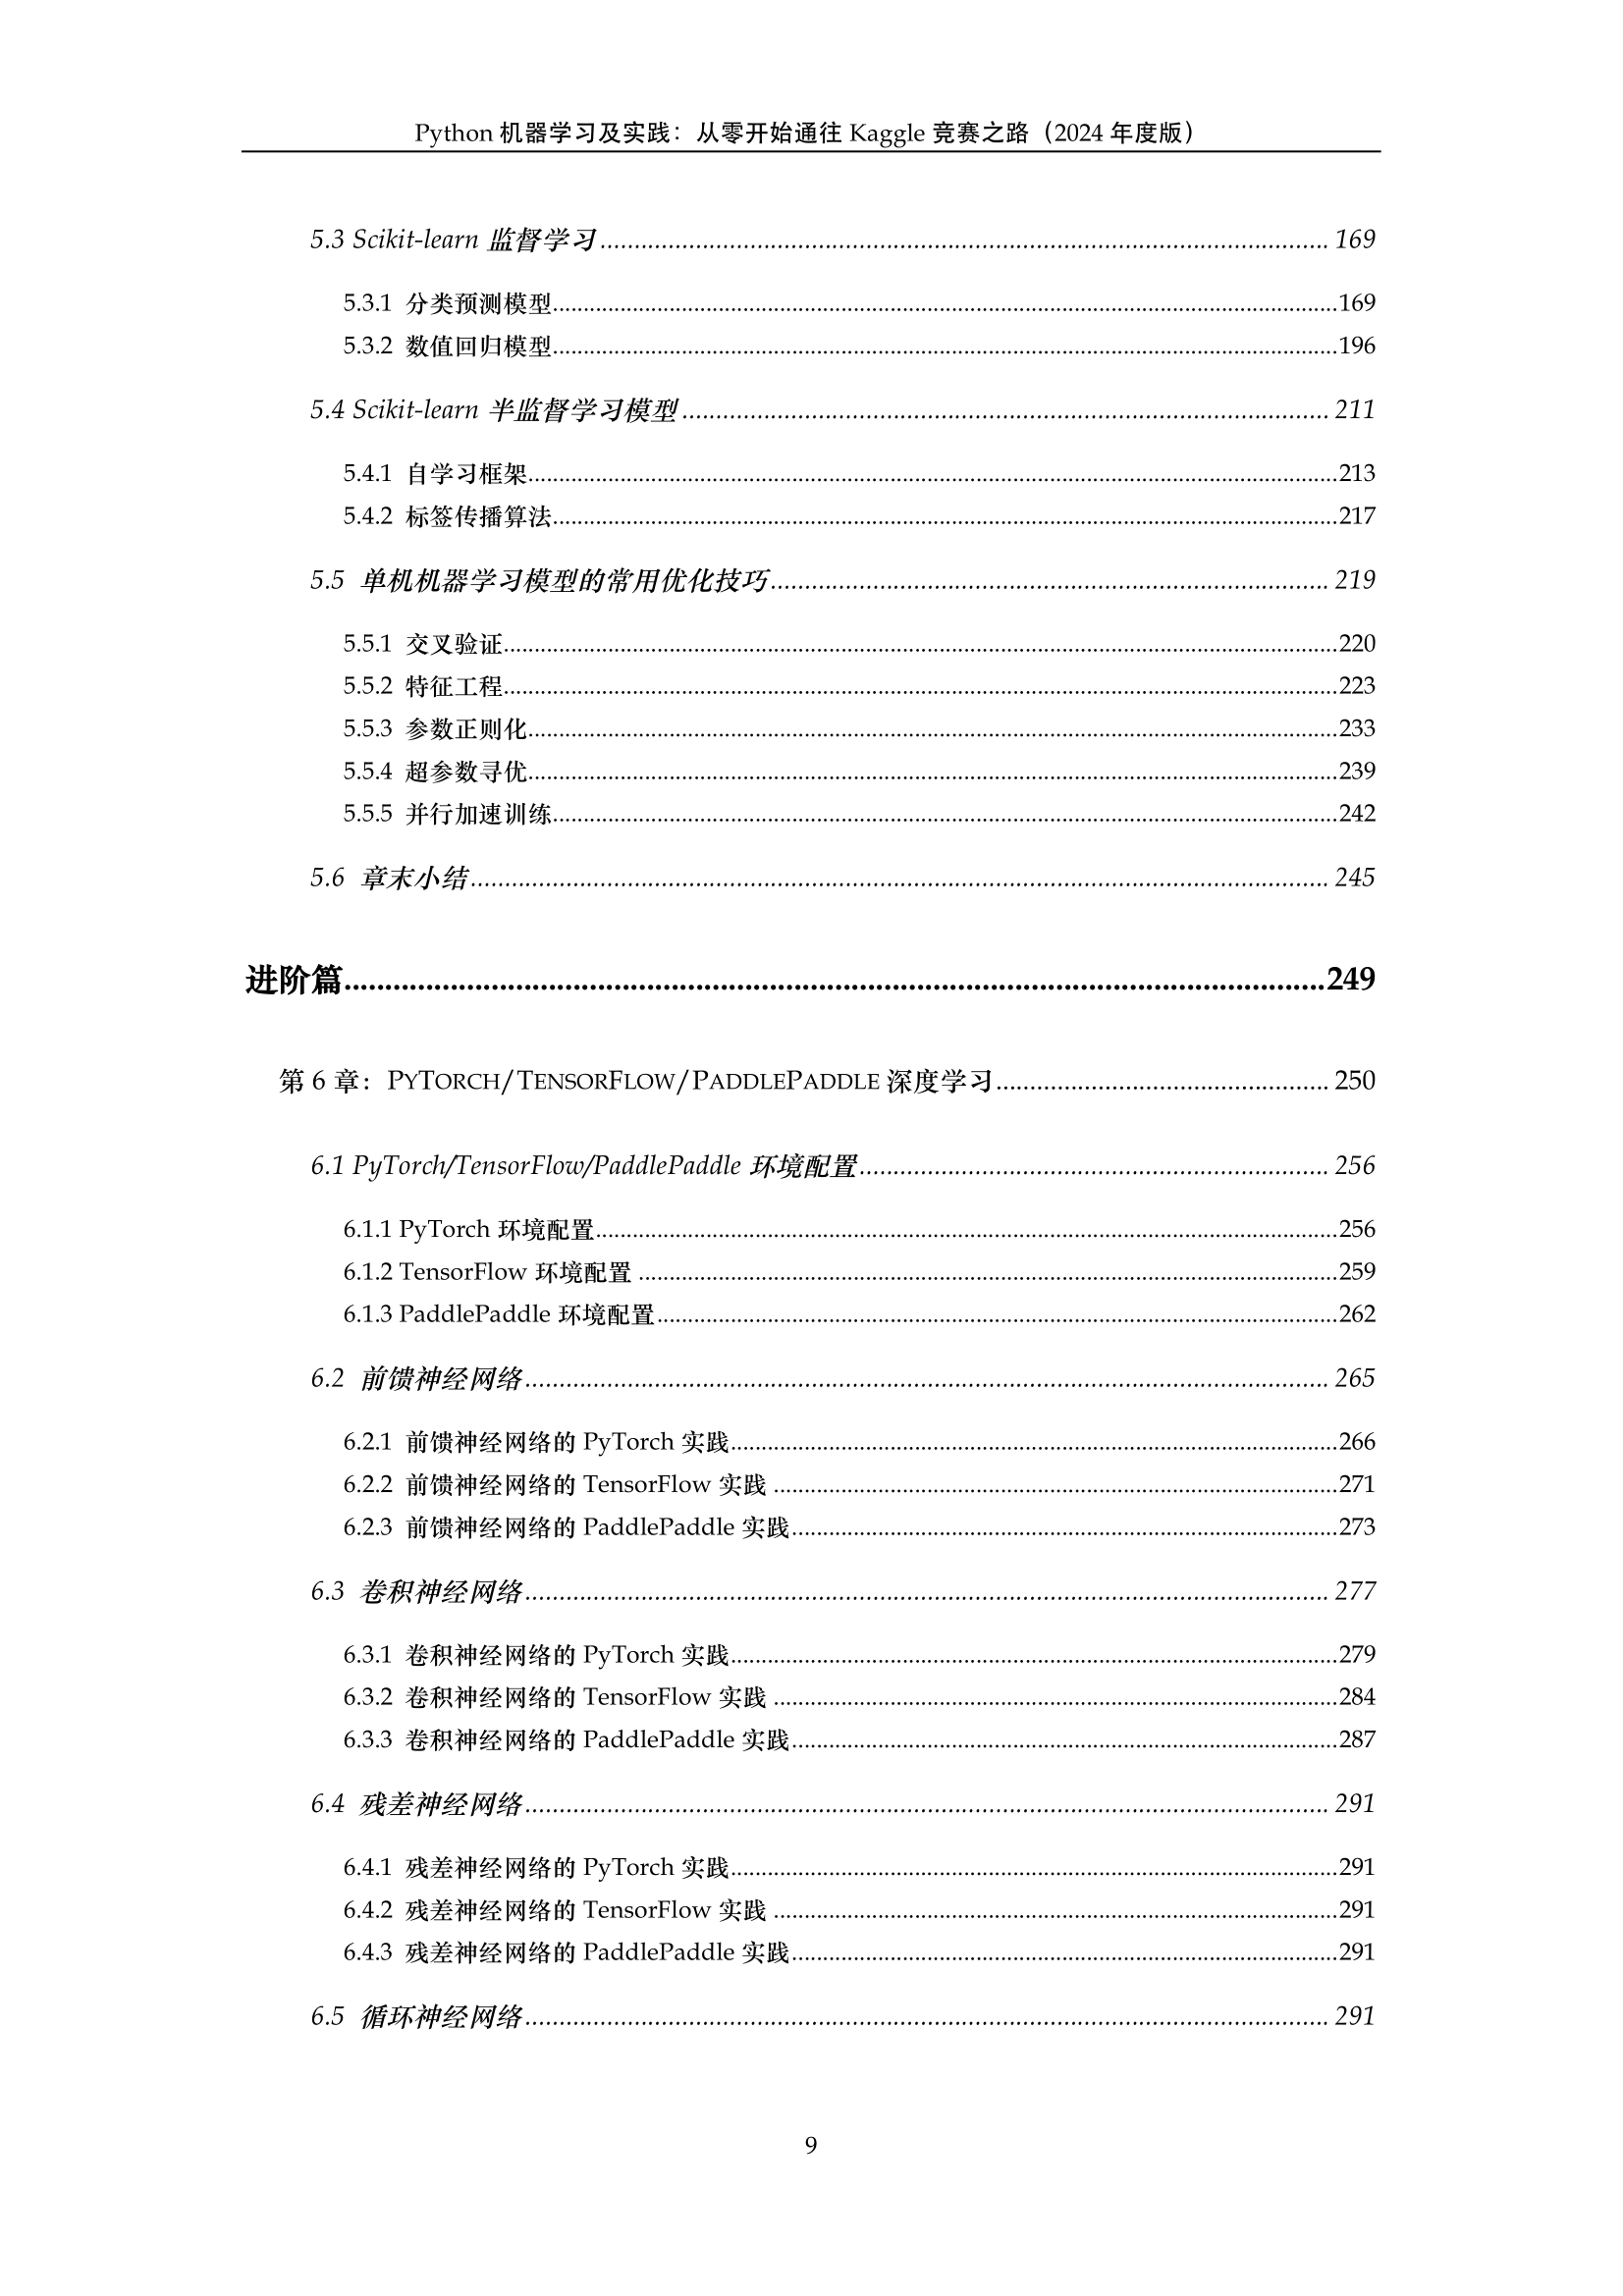 Python 机器学习及实践：从零开始通往 Kaggle 竞赛之路（2024 年度版）
5.3 Scikit-learn 监督学习........ 169
5.3.1 分类预测模型........169
5.3.2 数值回归模型........196
5.4 Scikit-learn 半监督学习模型........ 211
5.4.1 自学习框架........213
5.4.2 标签传播算法........217
5.5 单机机器学习模型的常用优化技巧........ 219
5.5.1 交叉验证........220
5.5.2 特征工程........223
5.5.3 参数正则化........233
5.5.4 超参数寻优........239
5.5.5 并行加速训练........242
5.6 章末小结........ 245
进阶篇........249
第 6 章：PYTORCH/TENSORFLOW/PADDLEPADDLE 深度学习........ 250
6.1 PyTorch/TensorFlow/PaddlePaddle 环境配置........ 256
6.1.1 PyTorch 环境配置........256
6.1.2 TensorFlow 环境配置 ........259
6.1.3 PaddlePaddle 环境配置........262
6.2 前馈神经网络........ 265
6.2.1 前馈神经网络的 PyTorch 实践........266
6.2.2 前馈神经网络的 TensorFlow 实践 ........271
6.2.3 前馈神经网络的 PaddlePaddle 实践........273
6.3 卷积神经网络........ 277
6.3.1 卷积神经网络的 PyTorch 实践........279
6.3.2 卷积神经网络的 TensorFlow 实践 ........284
6.3.3 卷积神经网络的 PaddlePaddle 实践........287
6.4 残差神经网络........ 291
6.4.1 残差神经网络的 PyTorch 实践........291
6.4.2 残差神经网络的 TensorFlow 实践 ........291
6.4.3 残差神经网络的 PaddlePaddle 实践........291
6.5 循环神经网络........ 291
9